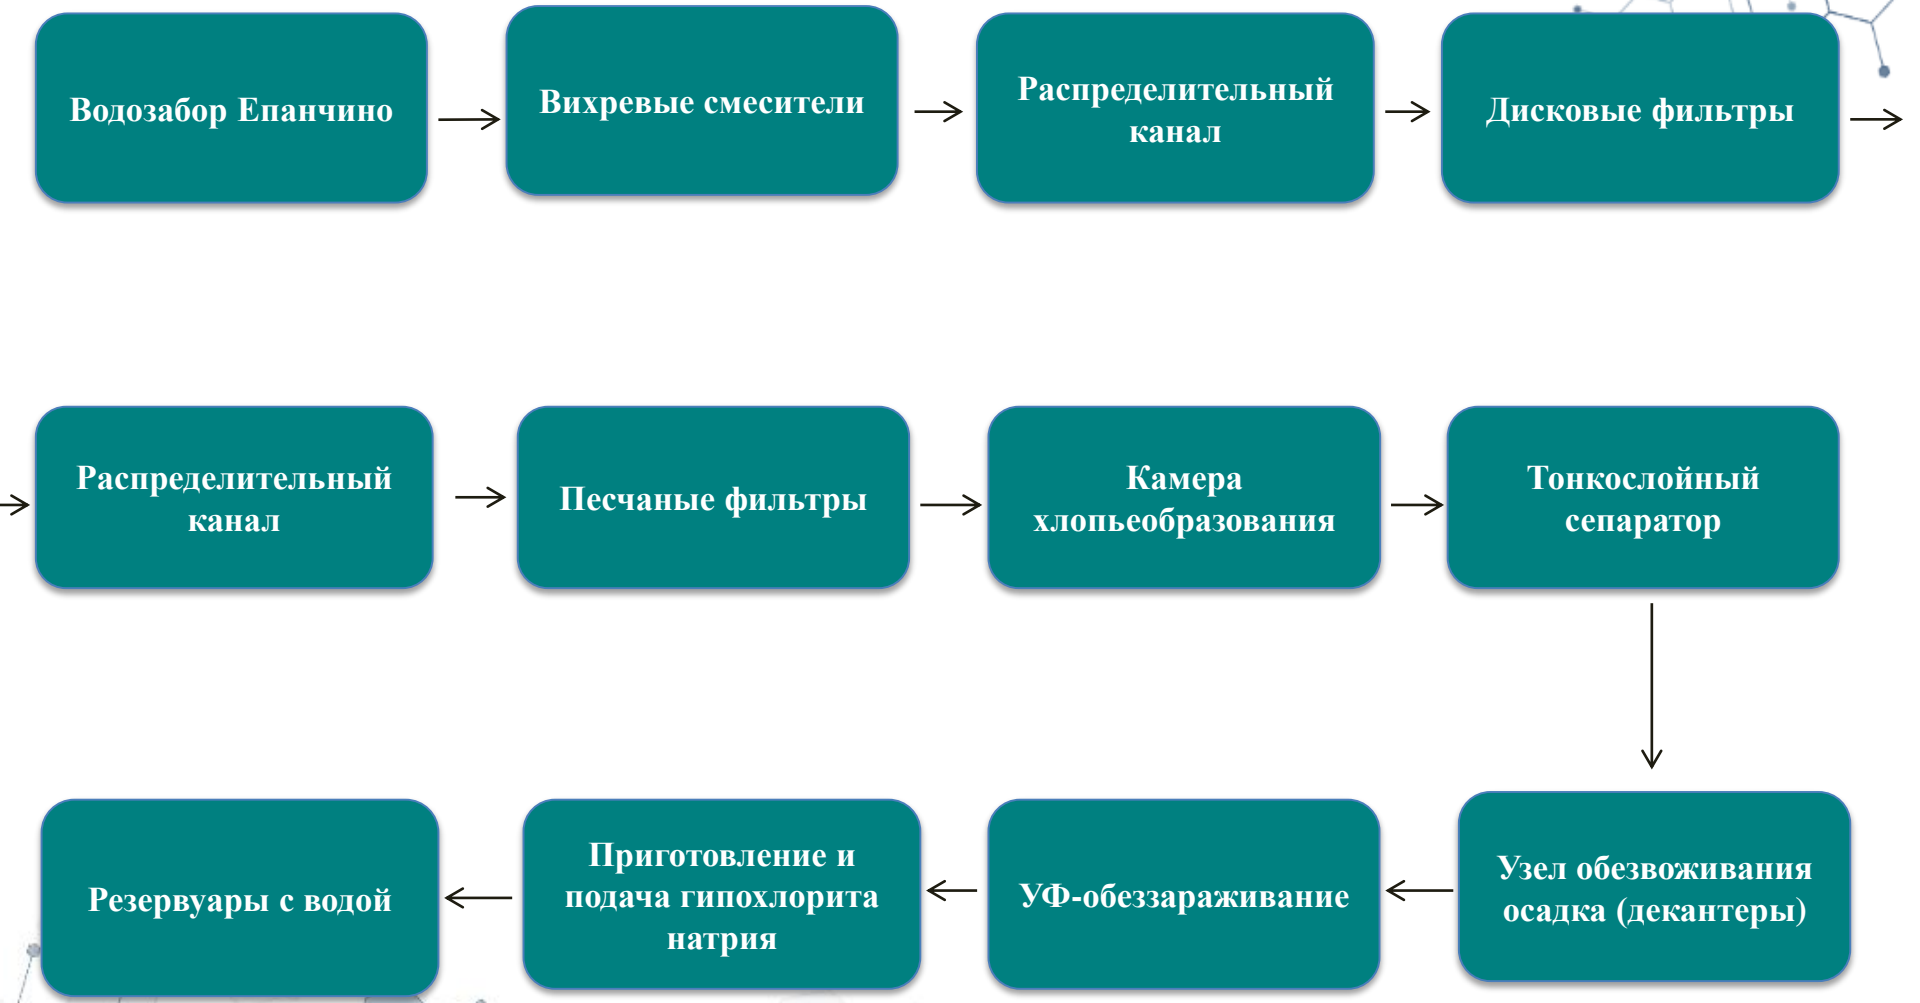 Водозабор Епанчино
Вихревые смесители
Распределительный
канал
Дисковые фильтры
Распределительный
канал
Песчаные фильтры
Камера
хлопьеобразования
Тонкослойный
сепаратор
Резервуары с водой
Приготовление и
подача гипохлорита
натрия
УФ-обеззараживание
Узел обезвоживания
осадка (декантеры)